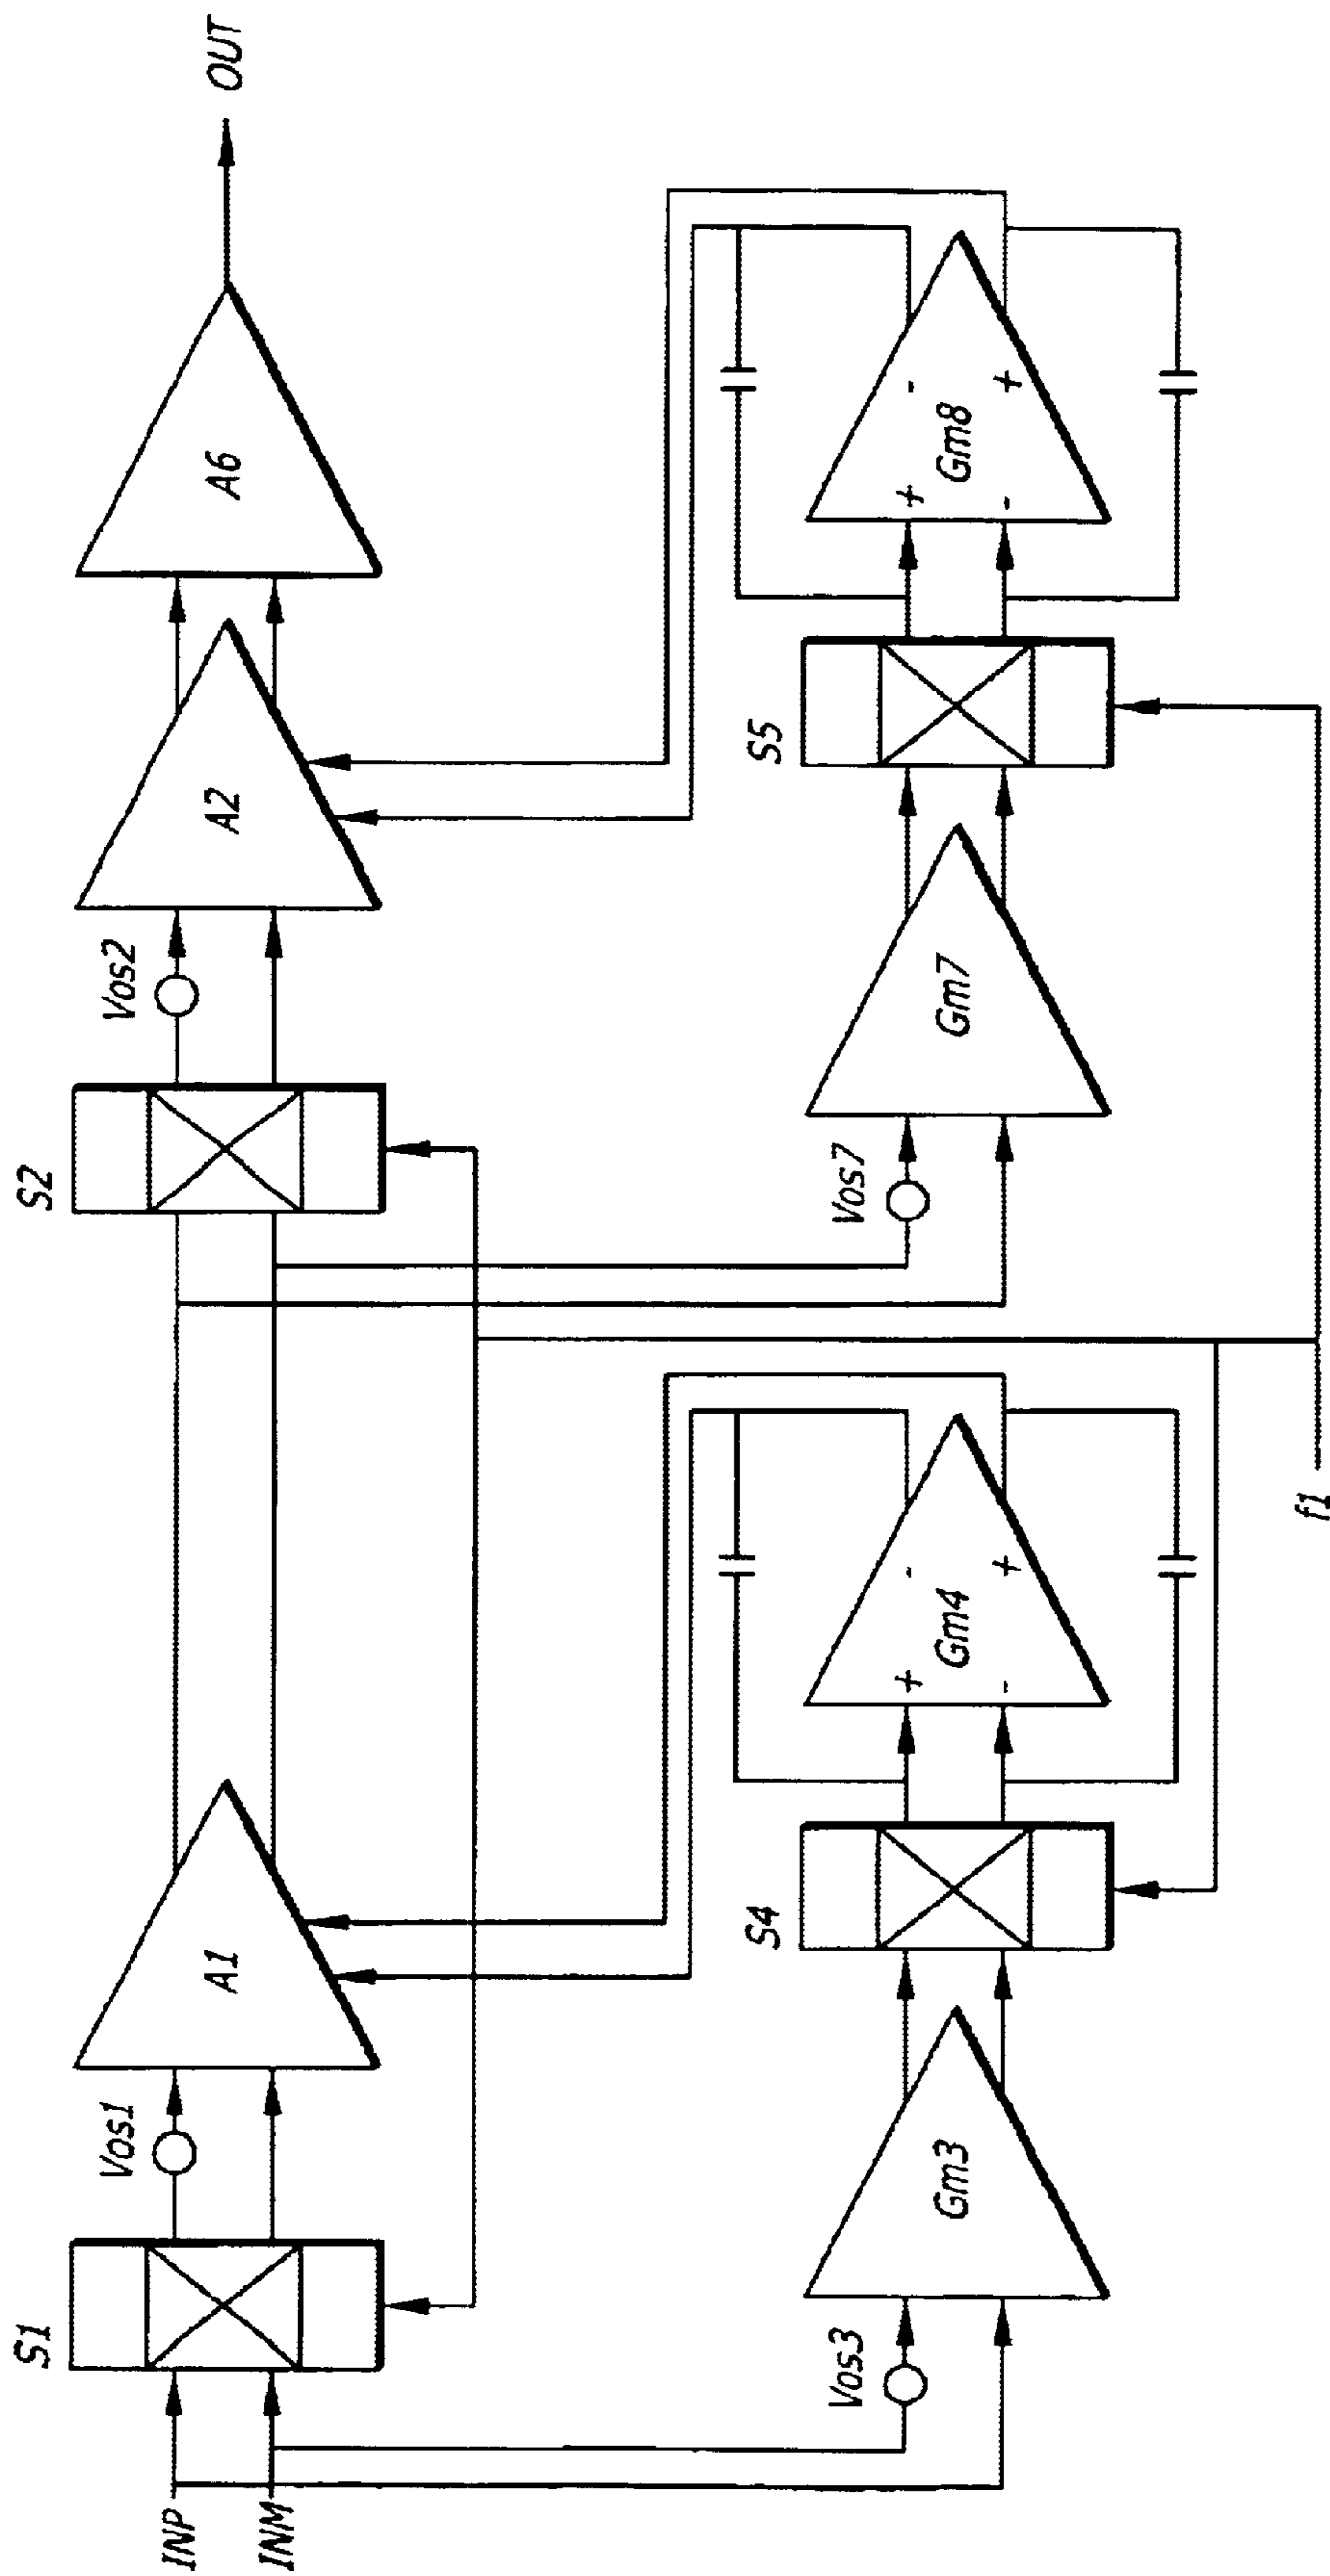 INP
INM
S1
Vos1
A1
S2
Vos2
A2
A6
OUT
Vos3
Gm3
S4
+
-
Gm4
-
+
Vos7
Gm7
S5
+
-
Gm8
-
+
f1